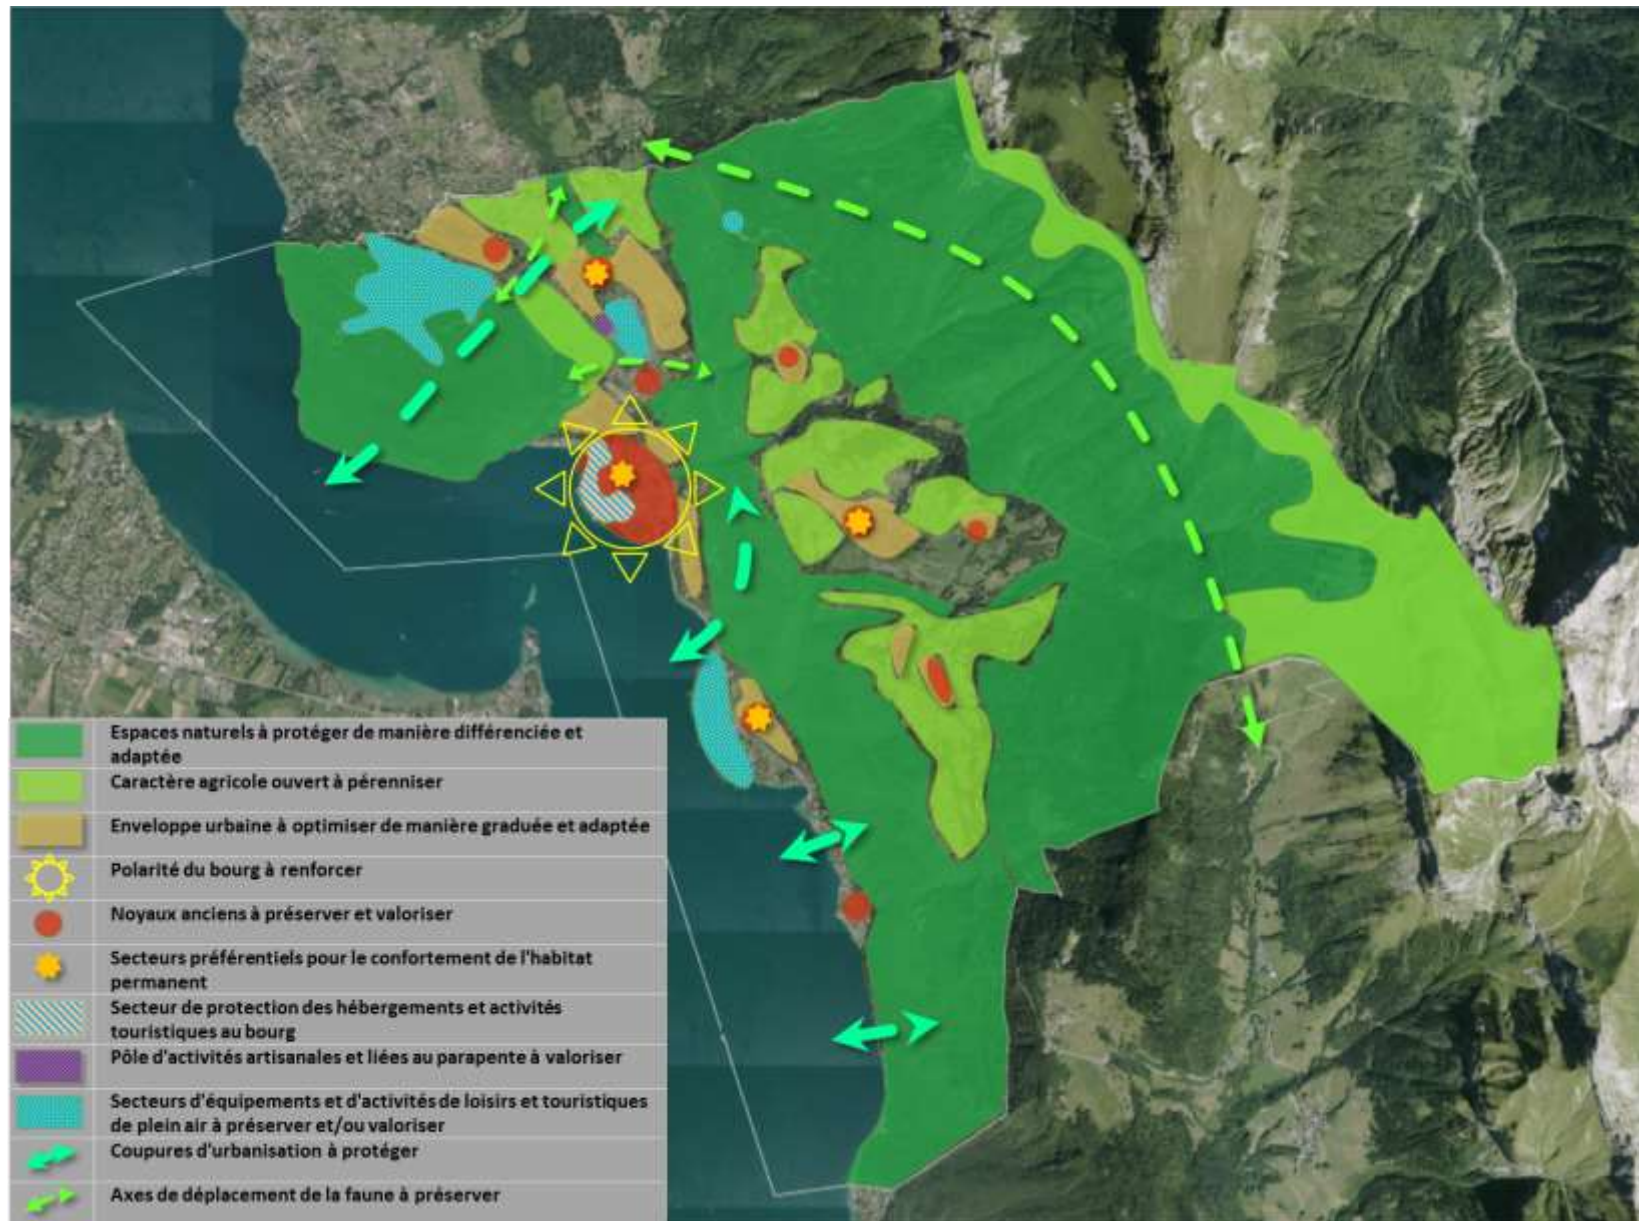 Espaces naturels à protéger de manière différenciée et
adaptée
Caractère agricole ouvert à pérenniser
Enveloppe urbaine à optimiser de manière graduée et adaptée
Polarité du bourg à renforcer
Noyaux anciens à préserver et valoriser
Secteurs préférentiels pour le confortement de l'habitat
permanent
Secteur de protection des hébergements et activités
touristiques au bourg
Pôle d'activités artisanales et liées au parapente à valoriser
Secteurs d'équipements et d'activités de loisirs et touristiques
de plein air à préserver et/ou valoriser
Coupures d'urbanisation à protéger
Axes de déplacement de la faune à préserver